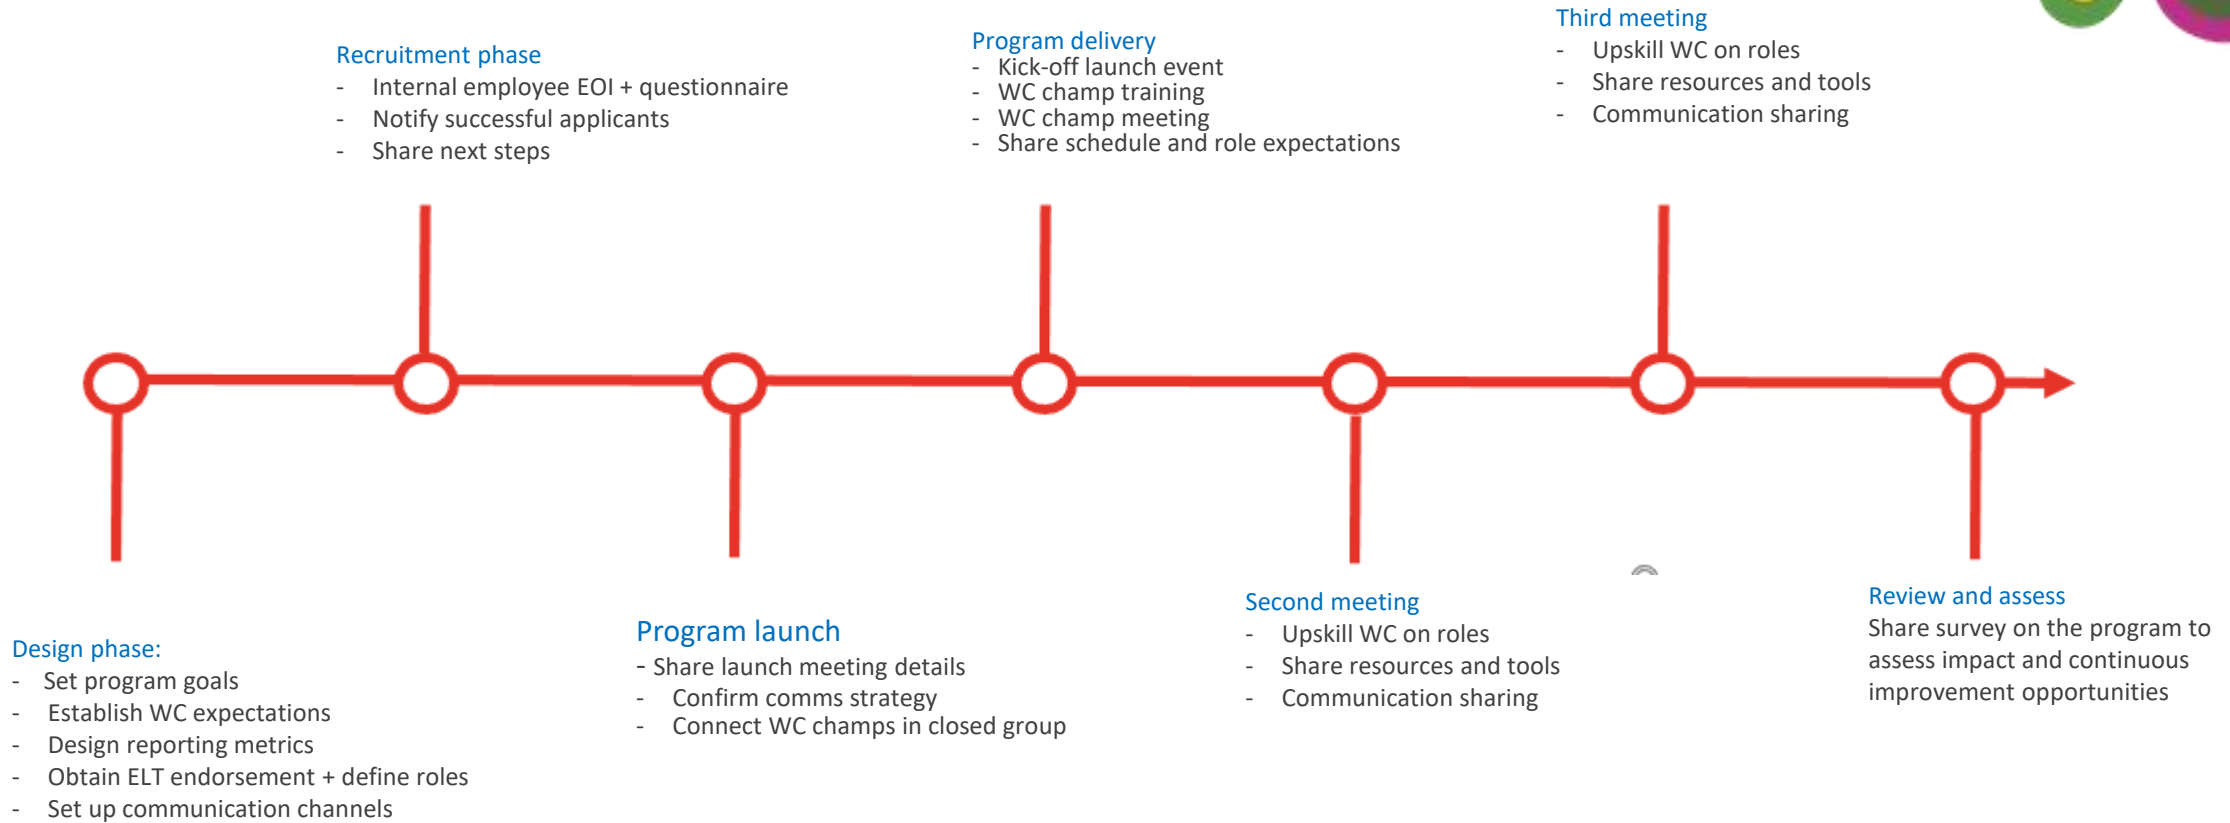 Design phase:
- Set program goals
- Establish WC expectations
- Design reporting metrics
- Obtain ELT endorsement + define roles
- Set up communication channels
Recruitment phase
- Internal employee EOI + questionnaire
- Notify successful applicants
- Share next steps
Program launch
- Share launch meeting details
- Confirm comms strategy
- Connect WC champs in closed group
Program delivery
- Kick-off launch event
- WC champ training
- WC champ meeting
- Share schedule and role expectations
Second meeting
- Upskill WC on roles
- Share resources and tools
- Communication sharing
Third meeting
- Upskill WC on roles
- Share resources and tools
- Communication sharing
Review and assess
Share survey on the program to
assess impact and continuous
improvement opportunities